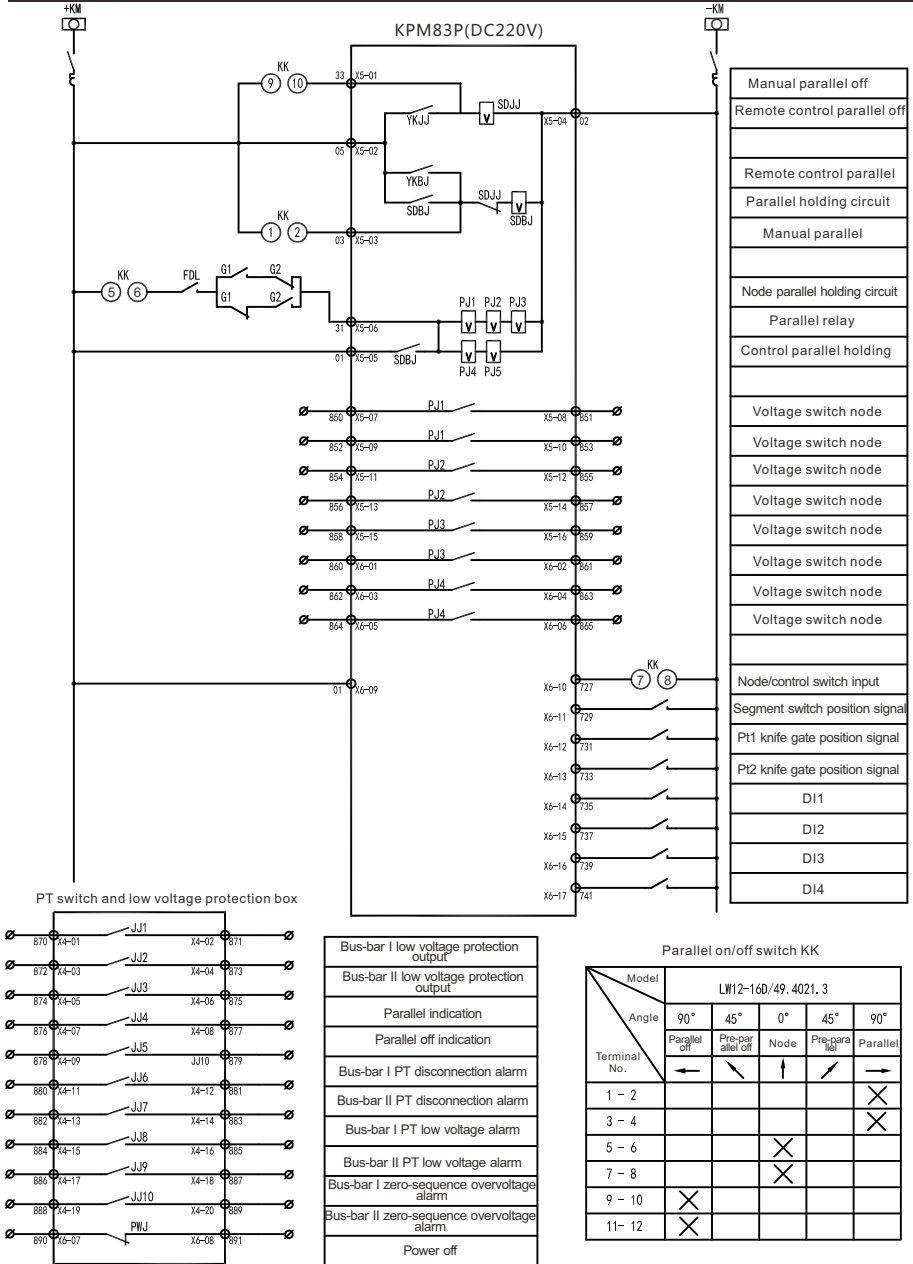 +KM
-KM
KPM83P(DC220V)
KK
9 10
33 X5-01
YKJJ
SDJJ
V
X5-04 02
05 X5-02
YKBJ
SDBJ
SDJJ
V
SDBJ
KK
1 2
03 X5-03
KK
5 6
FDL
G1 G2
G1 G2
31 X5-06
PJ1 PJ2 PJ3
V V V
01 X5-05
SDBJ
V V
PJ4 PJ5
850 X5-07 PJ1 X5-08 851
852 X5-09 PJ1 X5-10 853
854 X5-11 PJ2 X5-12 855
856 X5-13 PJ2 X5-14 857
858 X5-15 PJ3 X5-16 859
860 X6-01 PJ3 X6-02 861
862 X6-03 PJ4 X6-04 863
864 X6-05 PJ4 X6-06 865
01 X6-09
X6-10 727
KK
7 8
X6-11 729
X6-12 731
X6-13 733
X6-14 735
X6-15 737
X6-16 739
X6-17 741
Manual parallel off
Remote control parallel off
Remote control parallel
Parallel holding circuit
Manual parallel
Node parallel holding circuit
Parallel relay
Control parallel holding
Voltage switch node
Voltage switch node
Voltage switch node
Voltage switch node
Voltage switch node
Voltage switch node
Voltage switch node
Voltage switch node
Node/control switch input
Segment switch position signal
Pt1 knife gate position signal
Pt2 knife gate position signal
DI1
DI2
DI3
DI4
PT switch and low voltage protection box
870 X4-01 JJ1 X4-02 871
872 X4-03 JJ2 X4-04 873
874 X4-05 JJ3 X4-06 875
876 X4-07 JJ4 X4-08 877
878 X4-09 JJ5 JJ10 879
880 X4-11 JJ6 X4-12 881
882 X4-13 JJ7 X4-14 883
884 X4-15 JJ8 X4-16 885
886 X4-17 JJ9 X4-18 887
888 X4-19 JJ10 X4-20 889
890 X6-07 PWJ X6-08 891
Bus-bar I low voltage protection
output
Bus-bar II low voltage protection
output
Parallel indication
Parallel off indication
Bus-bar I PT disconnection alarm
Bus-bar II PT disconnection alarm
Bus-bar I PT low voltage alarm
Bus-bar II PT low voltage alarm
Bus-bar I zero-sequence overvoltage
alarm
Bus-bar II zero-sequence overvoltage
alarm
Power off
Parallel on/off switch KK
Model
LW12-16D/49.4021.3
Angle
90° 45° 0° 45° 90°
Parallel
off
Pre-par
allel off
Node
Pre-para
llel
Parallel
Terminal
No.
1 - 2
3 - 4
5 - 6
7 - 8
9 - 10
11- 12